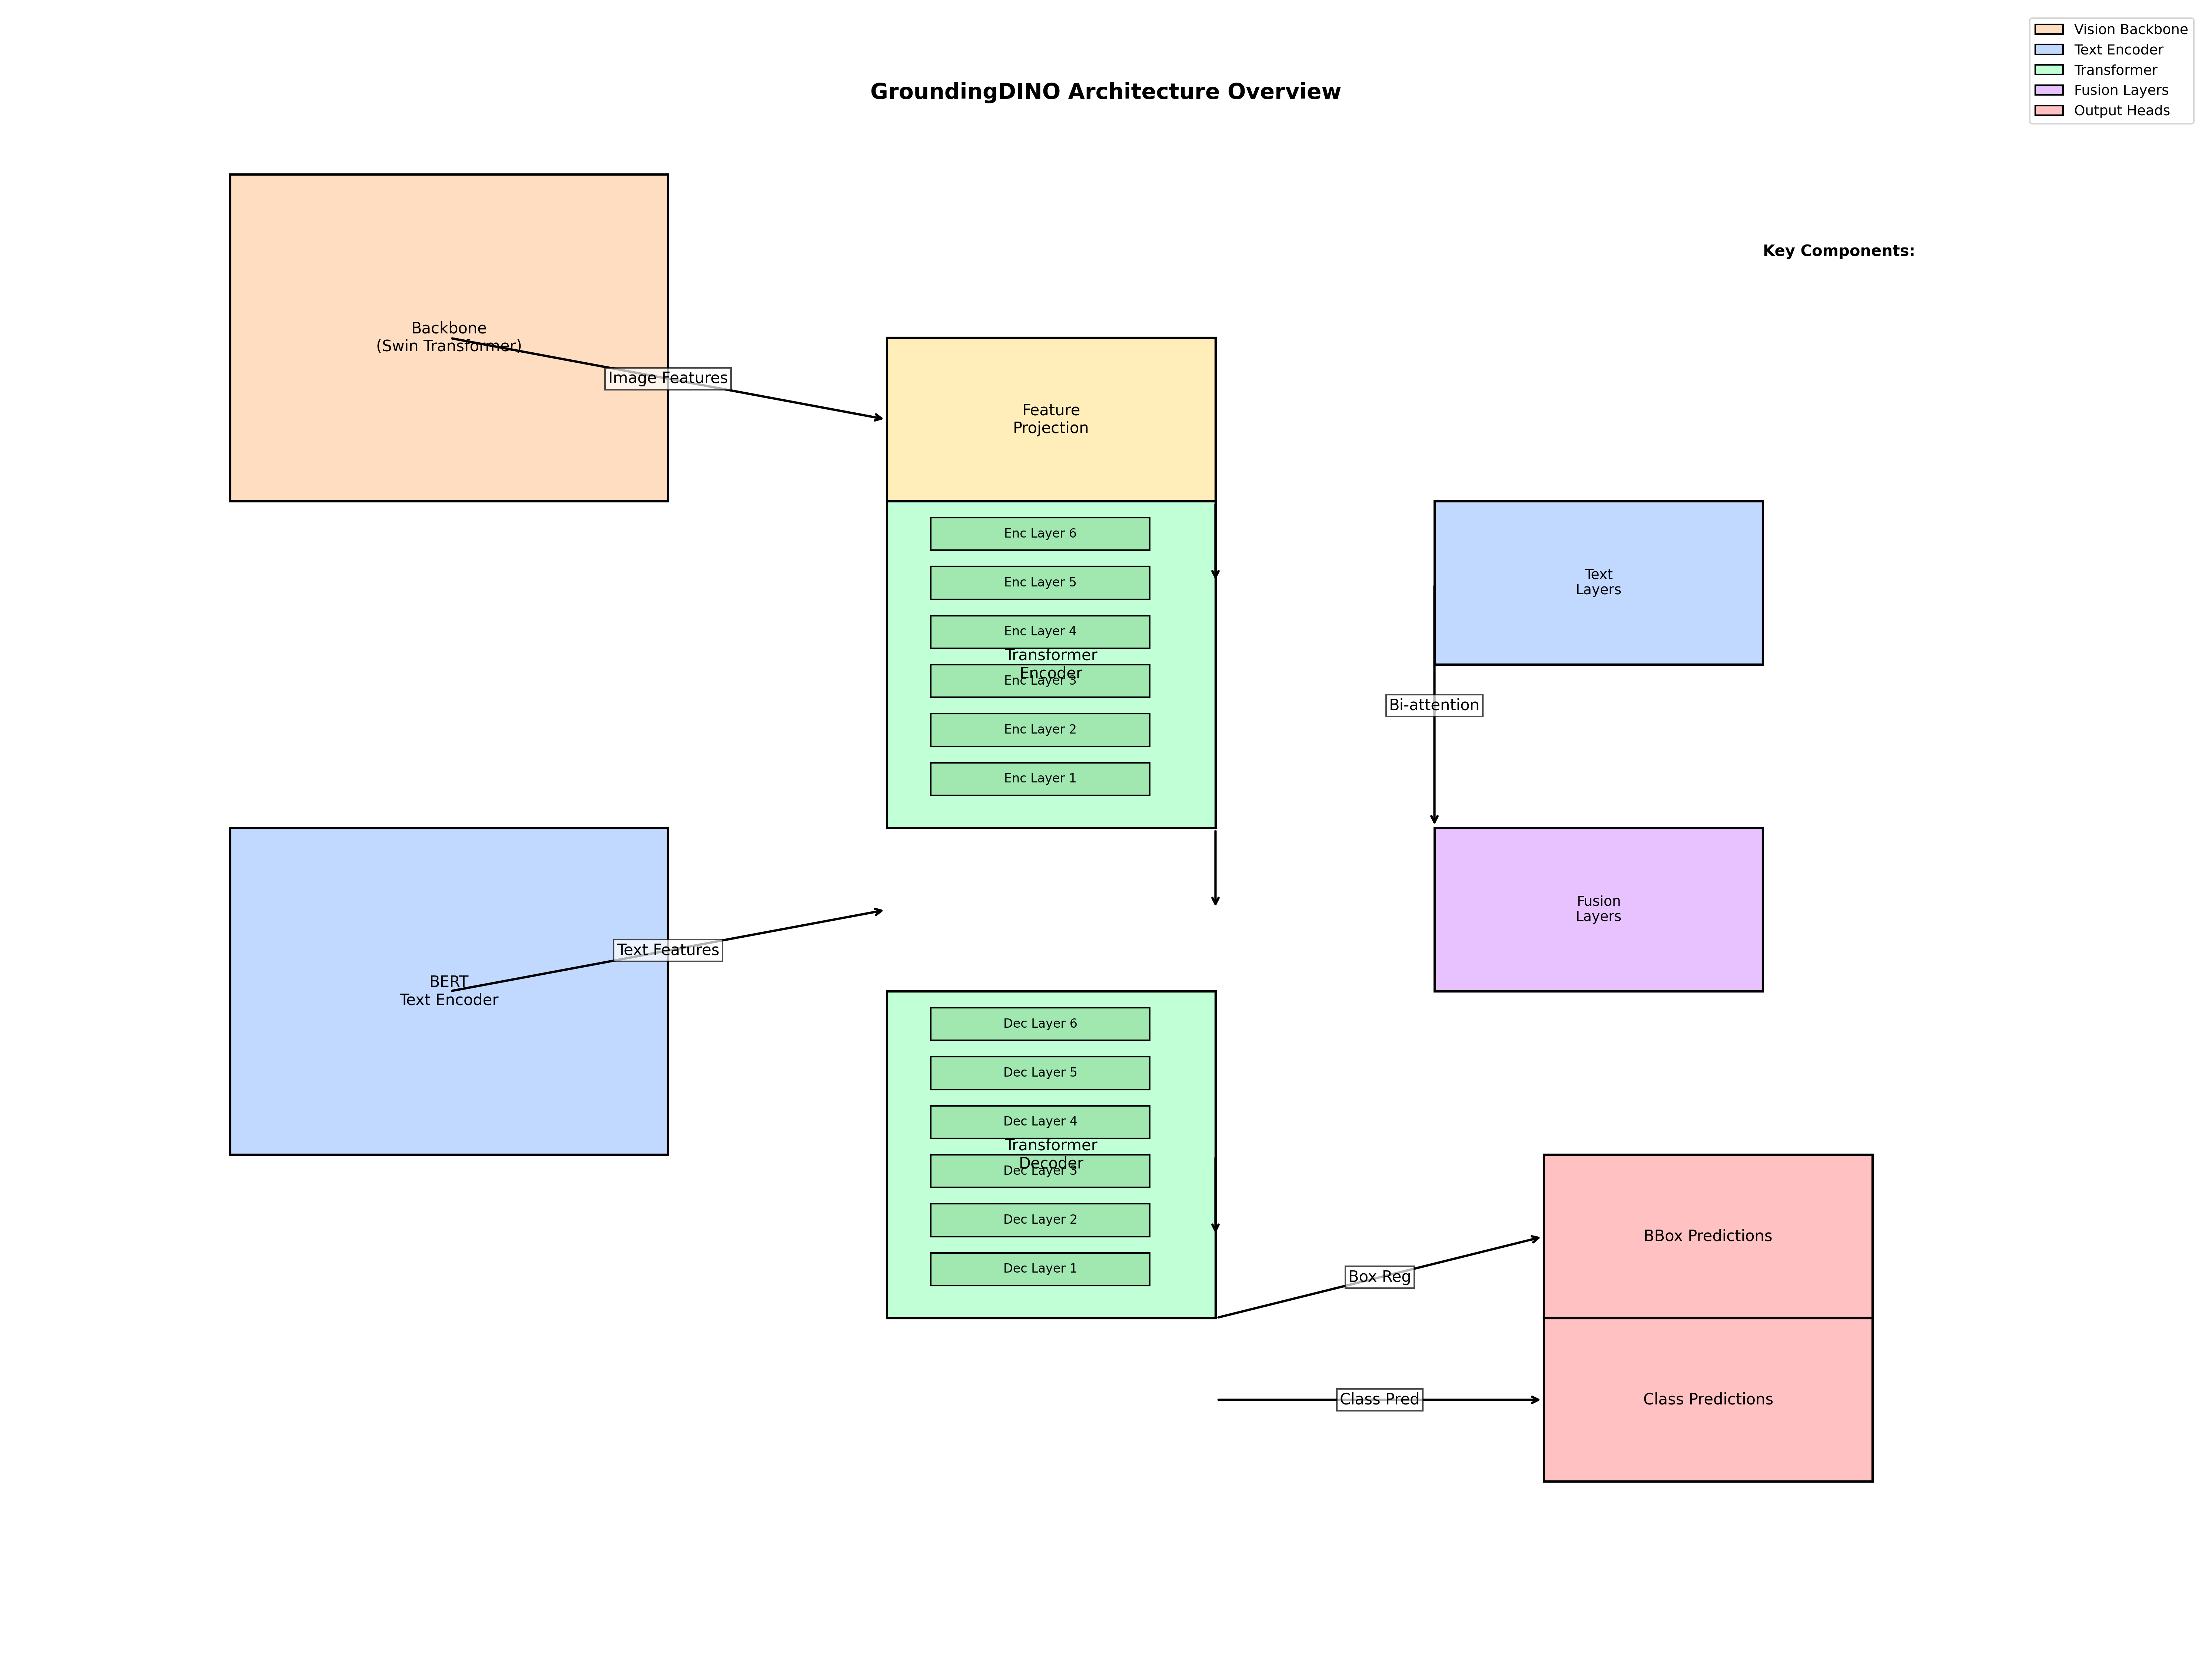 Vision Backbone
Text Encoder
Transformer
Fusion Layers
Output Heads
GroundingDINO Architecture Overview
Key Components:
Backbone
(Swin Transformer)
Image Features
Feature
Projection
Enc Layer 6
Enc Layer 5
Enc Layer 4
Transformer
Encoder
Enc Layer 3
Enc Layer 2
Enc Layer 1
Text
Layers
Bi-attention
Fusion
Layers
BERT
Text Encoder
Text Features
Dec Layer 6
Dec Layer 5
Dec Layer 4
Transformer
Decoder
Dec Layer 3
Dec Layer 2
Dec Layer 1
Box Reg
BBox Predictions
Class Pred
Class Predictions